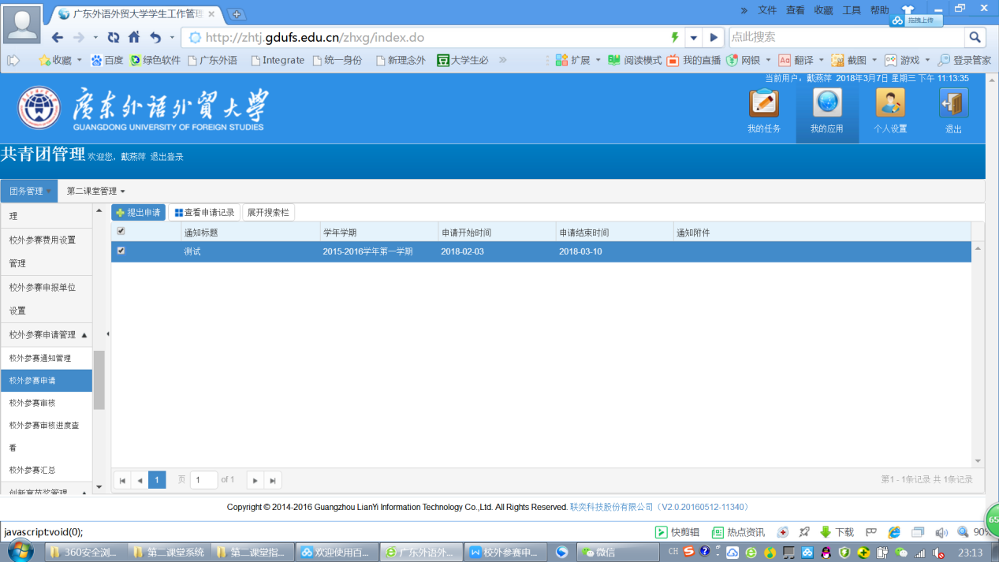 广东外语外贸大学学生工作管理
» 文件 查看 收藏 工具 帮助
拖拽上传
http://zhtj.gdufs.edu.cn/zhxg/index.do
点此搜索
收藏 百度 绿色软件 广东外语 Integrate 统一身份 新理念外 大学生必 » 扩展 阅读模式 我的直播 网银 翻译 截图 游戏 登录管家
当前用户：戴燕萍 2018年3月7日 星期三 下午 11:13:35
廣东外语外貿大学
GUANGDONG UNIVERSITY OF FOREIGN STUDIES
我的任务 我的应用 个人设置 退出
共青团管理 欢迎您，戴燕萍 退出登录
团务管理 第二课堂管理
提出申请 查看申请记录 展开搜索栏
通知标题 学年学期 申请开始时间 申请结束时间 通知附件
测试 2015-2016学年第一学期 2018-02-03 2018-03-10
理
校外参赛费用设置
管理
校外参赛申报单位
设置
校外参赛申请管理
校外参赛通知管理
校外参赛申请
校外参赛审核
校外参赛审核进度查
看
校外参赛汇总
创新育苗奖管理
1 页 1 of 1
第1 - 1条记录 共 1条记录
Copyright © 2014-2016 Guangzhou LianYi Information Technology Co.,Ltd. All Rights Reserved. 联奕科技股份有限公司（V2.0.20160512-11340）
javascript:void(0);
快剪辑 热点资讯 下载 90%
65
360安全浏... 第二课堂系统 第二课堂指... 欢迎使用百... 广东外语外... 校外参赛申... 微信 CH 23:13